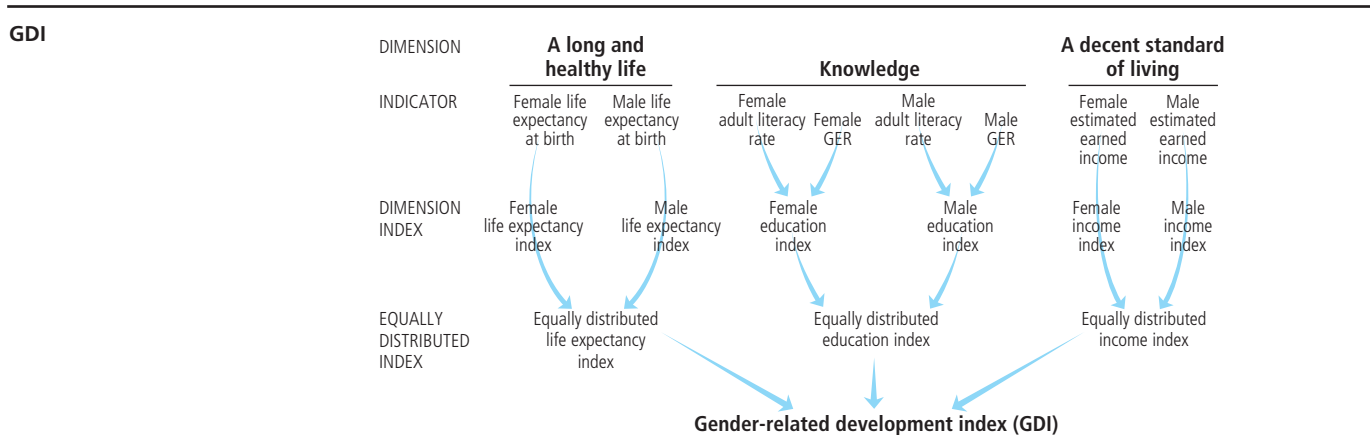 GDI
DIMENSION
A long and
healthy life
Knowledge
A decent standard
of living
INDICATOR
Female life
expectancy
at birth
Male life
expectancy
at birth
Female
adult literacy
rate
Female
GER
Male
adult literacy
rate
Male
GER
Female
estimated
earned
income
Male
estimated
earned
income
DIMENSION
INDEX
Female
life expectancy
index
Male
life expectancy
index
Female
education
index
Male
education
index
Female
income
index
Male
income
index
EQUALLY
DISTRIBUTED
INDEX
Equally distributed
life expectancy
index
Equally distributed
education index
Equally distributed
income index
Gender-related development index (GDI)